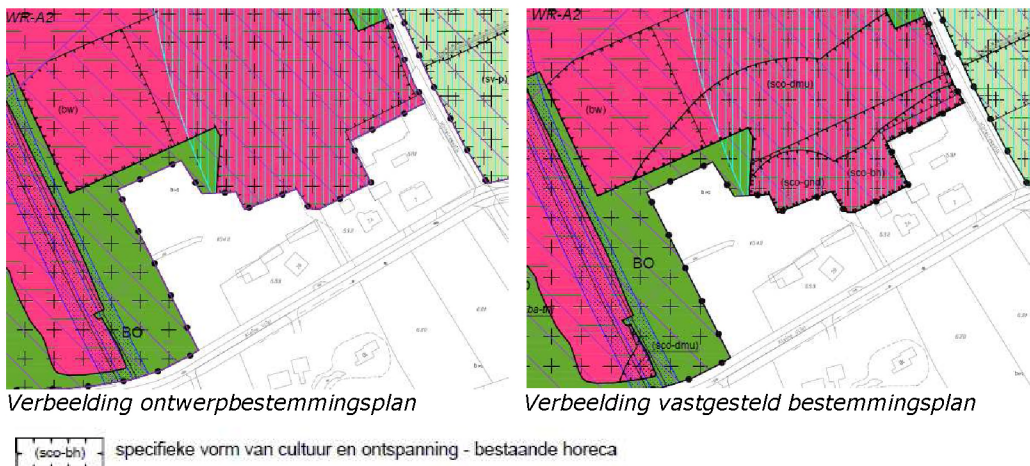 WR-A2
(bw)
(sv-p)
BO
WR-A2
(sco-dmu)
(bw)
(sco-gnd)
(sco-bh)
BO
(sco-dmu)
Verbeelding ontwerpbestemmingsplan
Verbeelding vastgesteld bestemmingsplan
(sco-bh) specifieke vorm van cultuur en ontspanning - bestaande horeca